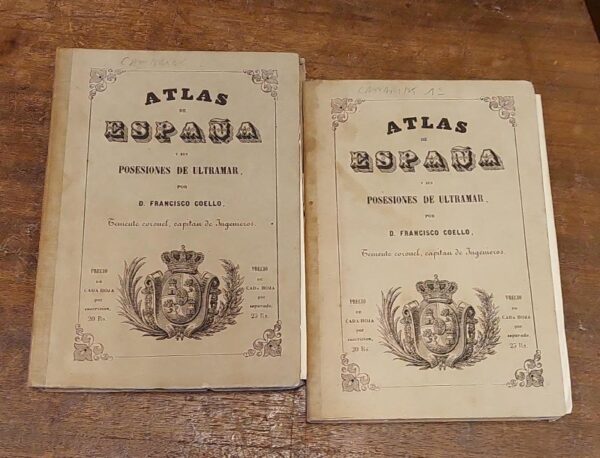 CANARIAS
ATLAS
DE
ESPAÑA
Y SUS
POSESIONES DE ULTRAMAR,
POR
D. FRANCISCO COELLO,
Teniente coronel, capitan de Ingenieros.
PRECIO
DE
CADA HOJA
por
suscricion,
20 Rs.
PRECIO
DE
CADA HOJA
por
separado,
25 Rs.
CANARIAS 1ª
ATLAS
DE
ESPAÑA
Y SUS
POSESIONES DE ULTRAMAR,
POR
D. FRANCISCO COELLO,
Teniente coronel, capitan de Ingenieros.
PRECIO
DE
CADA HOJA
por
suscricion,
20 Rs.
PRECIO
DE
CADA HOJA
por
separado,
25 Rs.